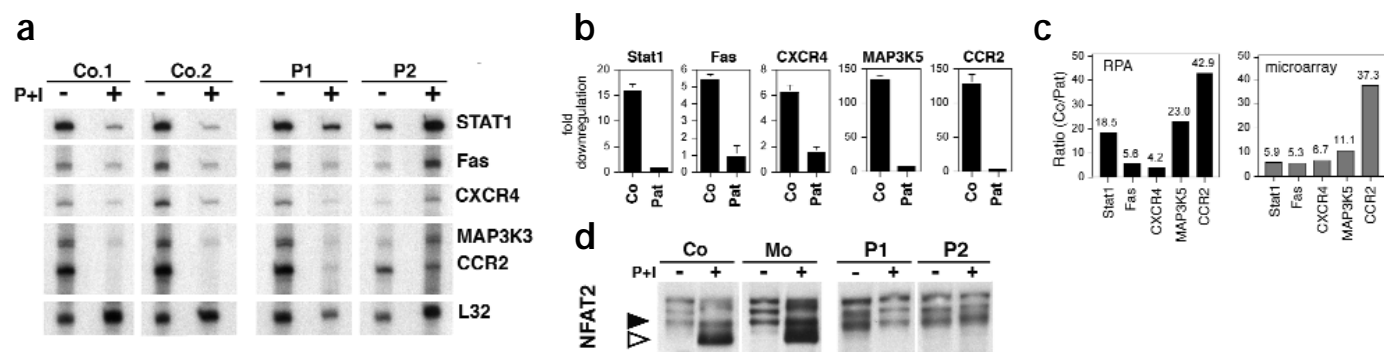 a
Co.1 Co.2 P1 P2
P+I - + - + - + - +
STAT1
Fas
CXCR4
MAP3K3
CCR2
L32
b
Stat1 Fas CXCR4 MAP3K5 CCR2
fold
downregulation
20 15 10 5 0
6 5 4 3 2 1 0
8 6 4 2 0
150 100 50 0
150 100 50 0
Co Pat Co Pat Co Pat Co Pat Co Pat
c
Ratio (Co/Pat)
50 40 30 20 10 0
RPA
18.5 5.6 4.2 23.0 42.9
Stat1 Fas CXCR4 MAP3K5 CCR2
50 40 30 20 10 0
microarray
5.9 5.3 6.7 11.1 37.3
Stat1 Fas CXCR4 MAP3K5 CCR2
d
Co Mo P1 P2
P+I - + - + - + - +
NFAT2